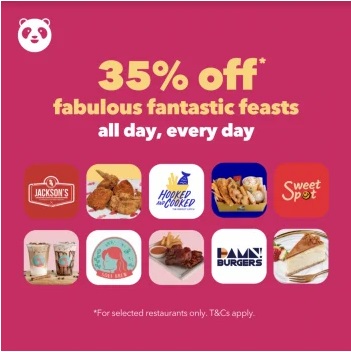 35% off*
fabulous fantastic feasts
all day, every day
JACKSON'S
HOOKED
AND COOKED
Sweet
Spot
DAMN!
BURGERS
*For selected restaurants only. T&Cs apply.